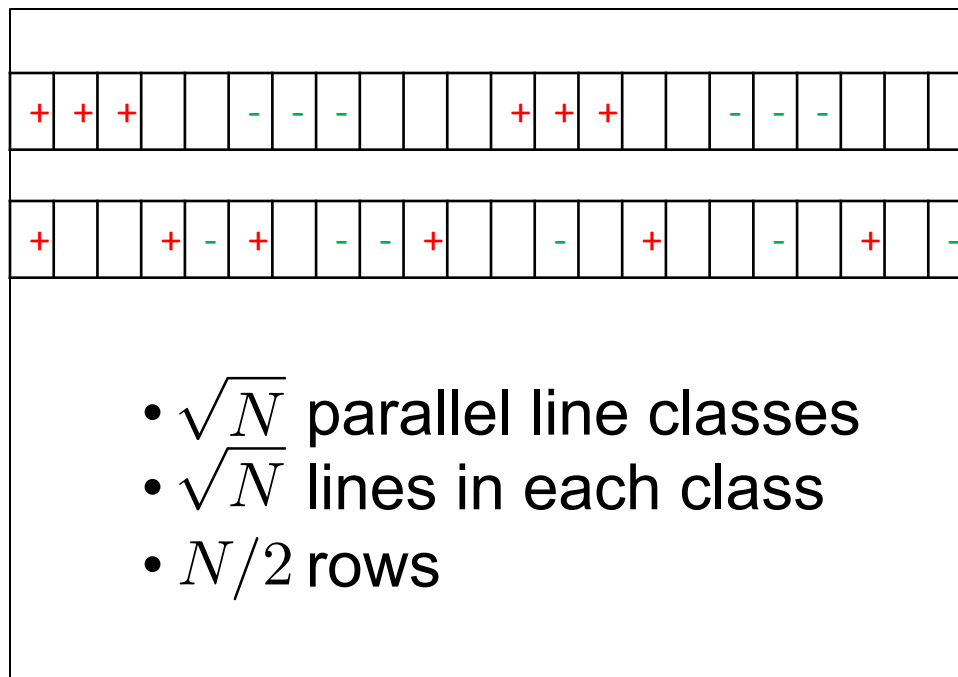 + + + - - - + + + - - -
+ + - + - - + - + - + -
• √N parallel line classes
• √N lines in each class
• N/2 rows